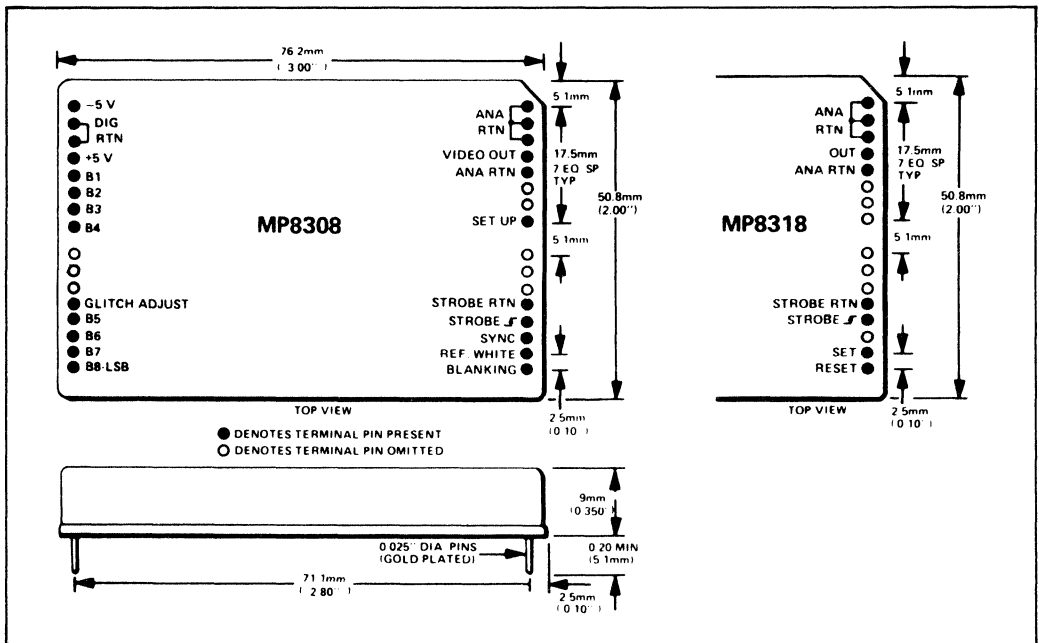 76.2mm
(3.00'')
-5 V
DIG
RTN
+5 V
B1
B2
B3
B4
GLITCH ADJUST
B5
B6
B7
B8-LSB
MP8308
ANA
RTN
VIDEO OUT
ANA RTN
SET UP
STROBE RTN
STROBE
SYNC
REF. WHITE
BLANKING
5 1mm
17.5mm
7 EQ SP
TYP
5 1mm
50.8mm
(2.00'')
2 5mm
(0 10'')
TOP VIEW
MP8318
ANA
RTN
OUT
ANA RTN
STROBE RTN
STROBE
SET
RESET
5 1mm
17.5mm
7 EQ SP
TYP
5 1mm
50.8mm
(2.00'')
2 5mm
(0 10'')
TOP VIEW
● DENOTES TERMINAL PIN PRESENT
○ DENOTES TERMINAL PIN OMITTED
9mm
(0 350'')
0 025'' DIA PINS
(GOLD PLATED)
0 20 MIN
(5.1mm)
71.1mm
(2.80'')
2 5mm
(0 10'')